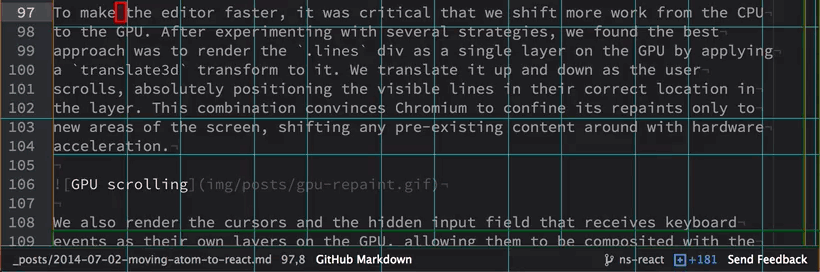 97 To make the editor faster, it was critical that we shift more work from the CPU¬
98 to the GPU. After experimenting with several strategies, we found the best¬
99 approach was to render the `.lines` div as a single layer on the GPU by applying¬
100 a `translate3d` transform to it. We translate it up and down as the user¬
101 scrolls, absolutely positioning the visible lines in their correct location in¬
102 the layer. This combination convinces Chromium to confine its repaints only to¬
103 new areas of the screen, shifting any pre-existing content around with hardware¬
104 acceleration.¬
105 ¬
106 ![GPU scrolling](img/posts/gpu-repaint.gif)¬
107 ¬
108 We also render the cursors and the hidden input field that receives keyboard¬
109 events as their own layers on the GPU, allowing them to be composited with the¬
_posts/2014-07-02-moving-atom-to-react.md 97,8 GitHub Markdown ns-react +181 Send Feedback